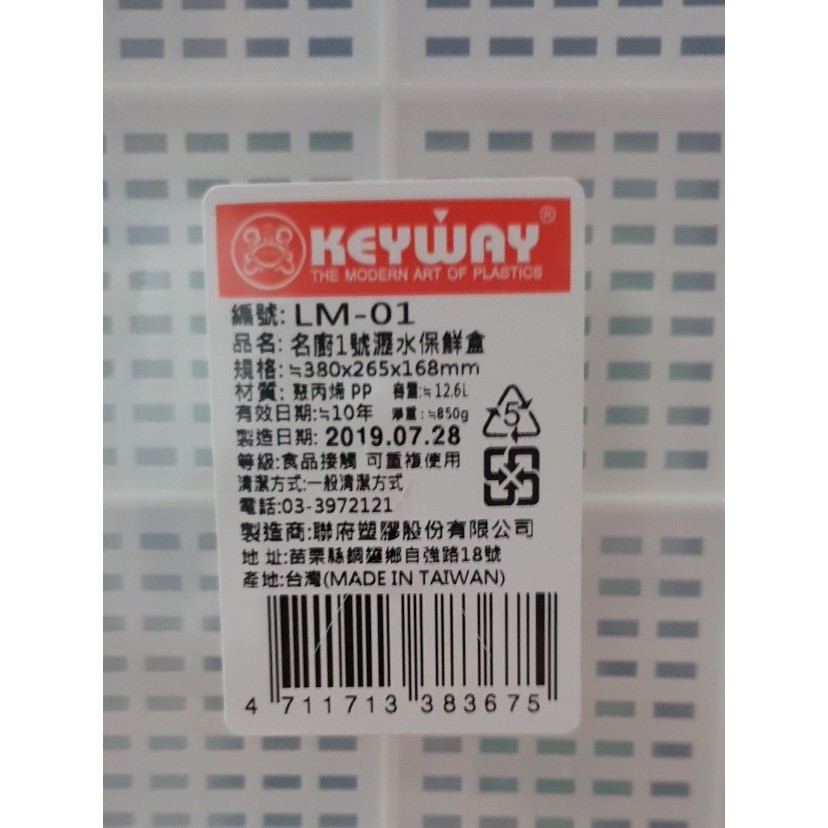 KEYWAY®
THE MODERN ART OF PLASTICS
編號: LM-01
品名: 名廚1號瀝水保鮮盒
規格:≒380x265x168mm
材質: 聚丙烯 PP 容量:≒12.6L
有效日期:≒10年 淨重:≒850g
製造日期: 2019.07.28
等級:食品接觸 可重複使用
清潔方式:一般清潔方式
電話:03-3972121
製造商:聯府塑膠股份有限公司
地 址:苗栗縣銅鑼鄉自強路18號
產地:台灣(MADE IN TAIWAN)
5
4 711713 383675